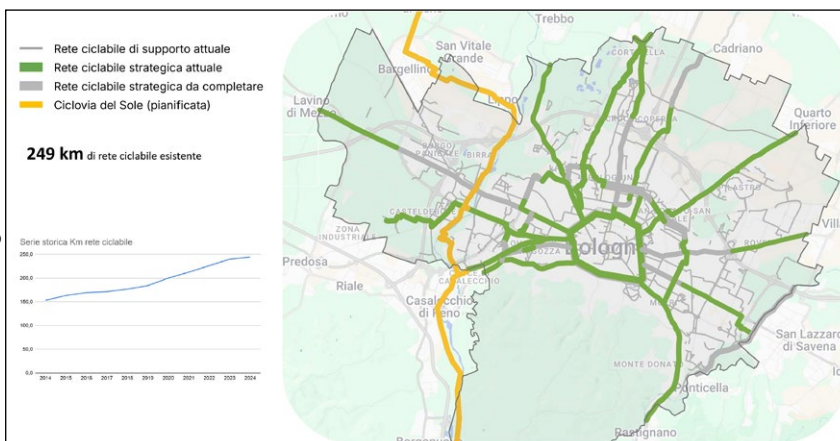 Rete ciclabile di supporto attuale
Rete ciclabile strategica attuale
Rete ciclabile strategica da completare
Ciclovia del Sole (pianificata)
249 km di rete ciclabile esistente
Serie storica Km rete ciclabile
250,0
200,0
150,0
100,0
50,0
0,0
2014 2015 2016 2017 2018 2019 2020 2021 2022 2023 2024
Trebbo
San Vitale
Bargellino
Cadriano
Lippo
Lavino
di Mezzo
Quarto
Inferiore
BIRRA
ZONA
INDUSTRIALE
Bologna
Predosa
Riale
Casalecchio
di Reno
San Lazzaro
di Savena
MONTE DONATO
Ponticella
Rastignano